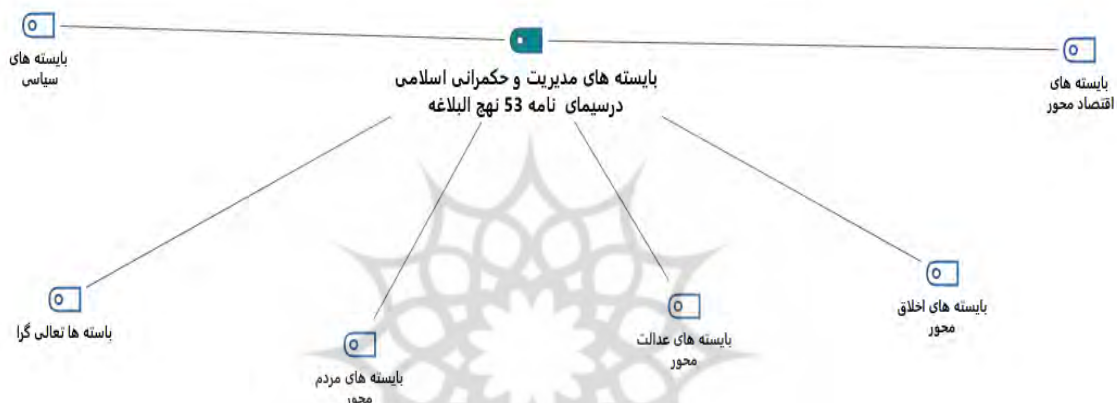 بایسته های
سیاسی
بایسته های مدیریت و حکمرانی اسلامی
درسیمای نامه 53 نهج البلاغه
بایسته های
اقتصاد محور
باسته ها تعالی گرا
بایسته های مردم
محور
بایسته های عدالت
محور
بایسته های اخلاق
محور